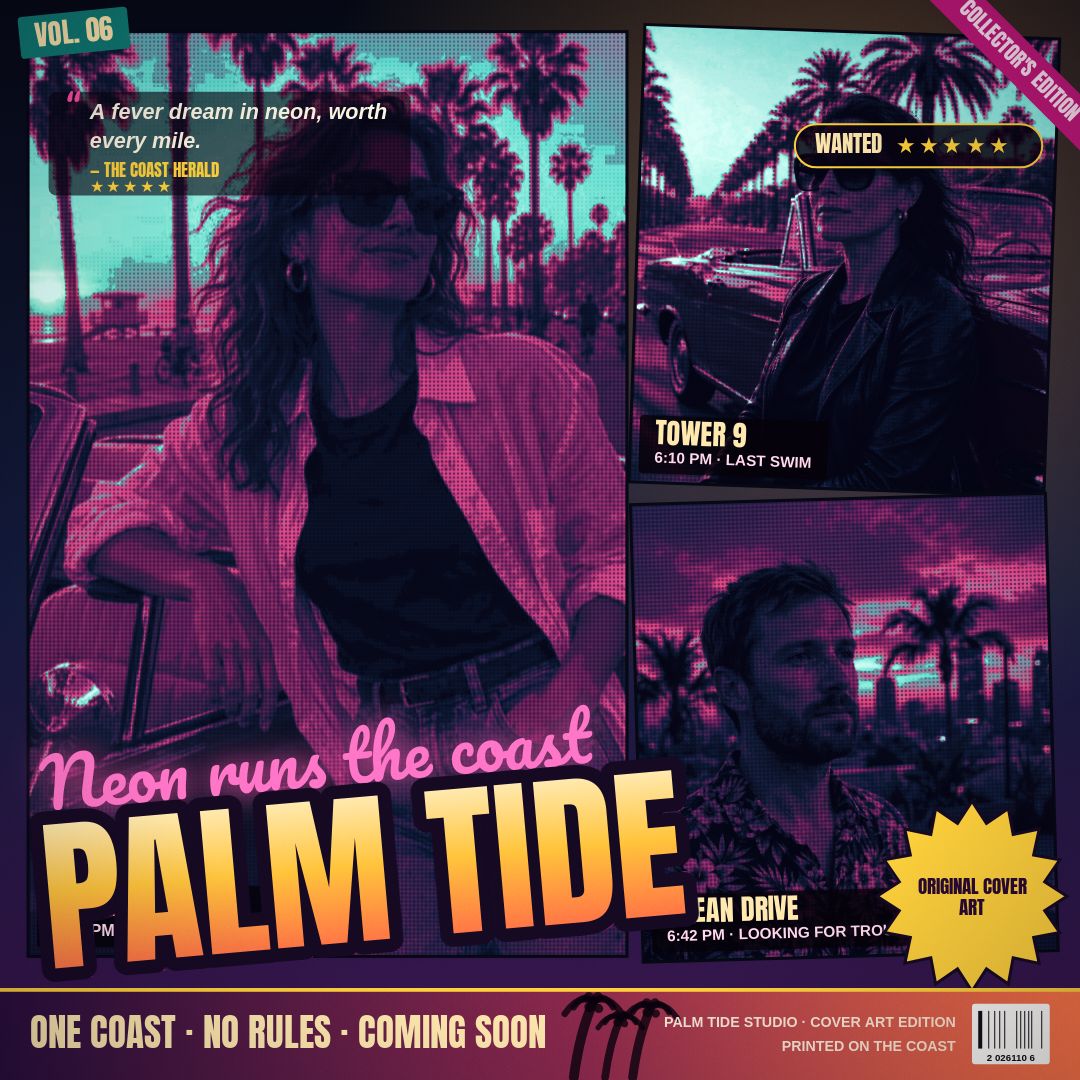 VOL. 06
COLLECTOR'S EDITION
“
A fever dream in neon, worth
every mile.
– THE COAST HERALD
★★★★★
WANTED ★★★★★
TOWER 9
6:10 PM · LAST SWIM
Neon runs the coast
PALM TIDE
PM
EAN DRIVE
6:42 PM · LOOKING FOR
ORIGINAL COVER
ART
ONE COAST · NO RULES · COMING SOON
PALM TIDE STUDIO · COVER ART EDITION
PRINTED ON THE COAST
2 026110 6